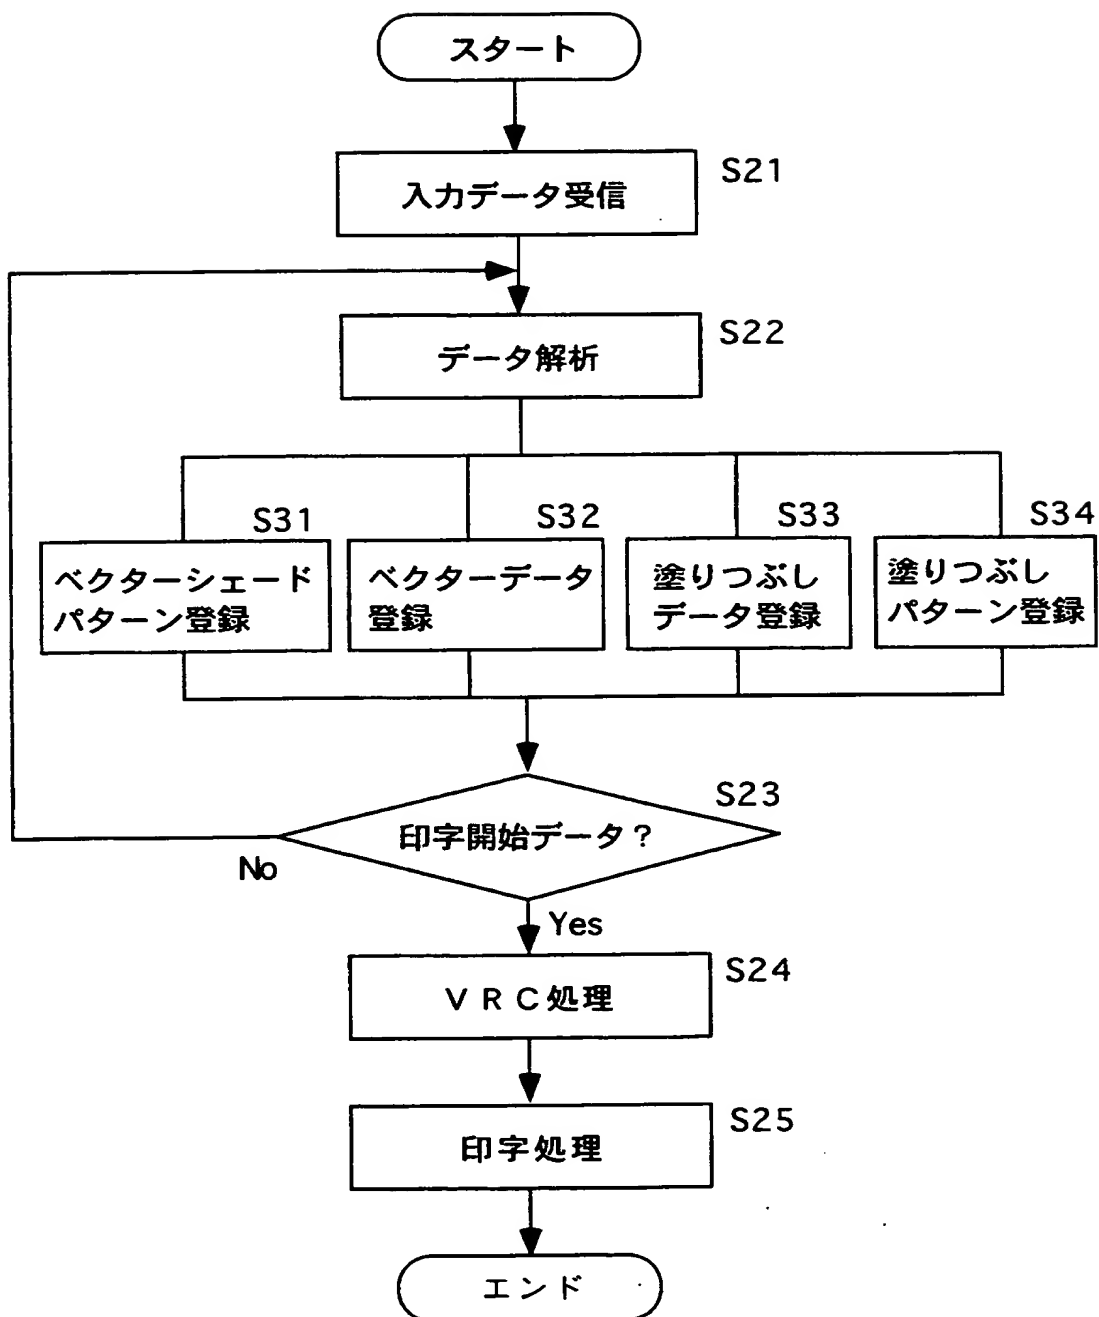 スタート
S21
入力データ受信
S22
データ解析
S31
ベクターシェード
パターン登録
S32
ベクターデータ
登録
S33
塗りつぶし
データ登録
S34
塗りつぶし
パターン登録
S23
印字開始データ？
No
Yes
S24
ＶＲＣ処理
S25
印字処理
エンド